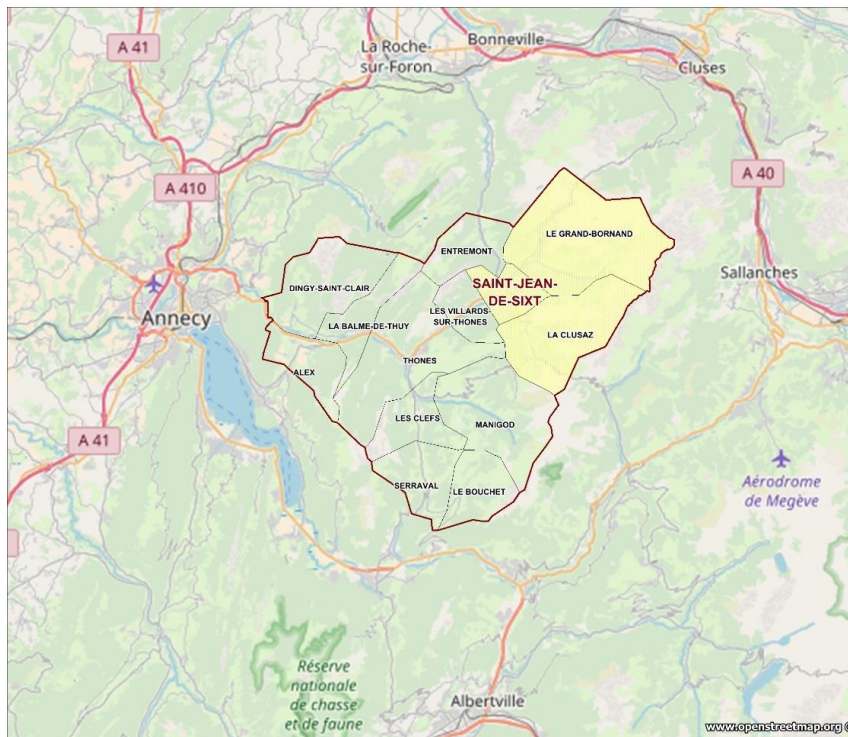 A 41
La Roche-
sur-Foron
Bonneville
Cluses
A 410
A 40
LE GRAND-BORNAND
ENTREMONT
Sallanches
DINGY-SAINT-CLAIR
SAINT-JEAN-
DE-SIXT
Annecy
LES VILLARDS-
SUR-THONES
LA BALME-DE-THUY
LA CLUSAZ
THONES
ALEX
LES CLEFS
MANIGOD
A 41
SERRAVAL
LE BOUCHET
Aérodrome
de Megève
Réserve
nationale
de chasse
et de faune
Albertville
www.openstreetmap.org ©